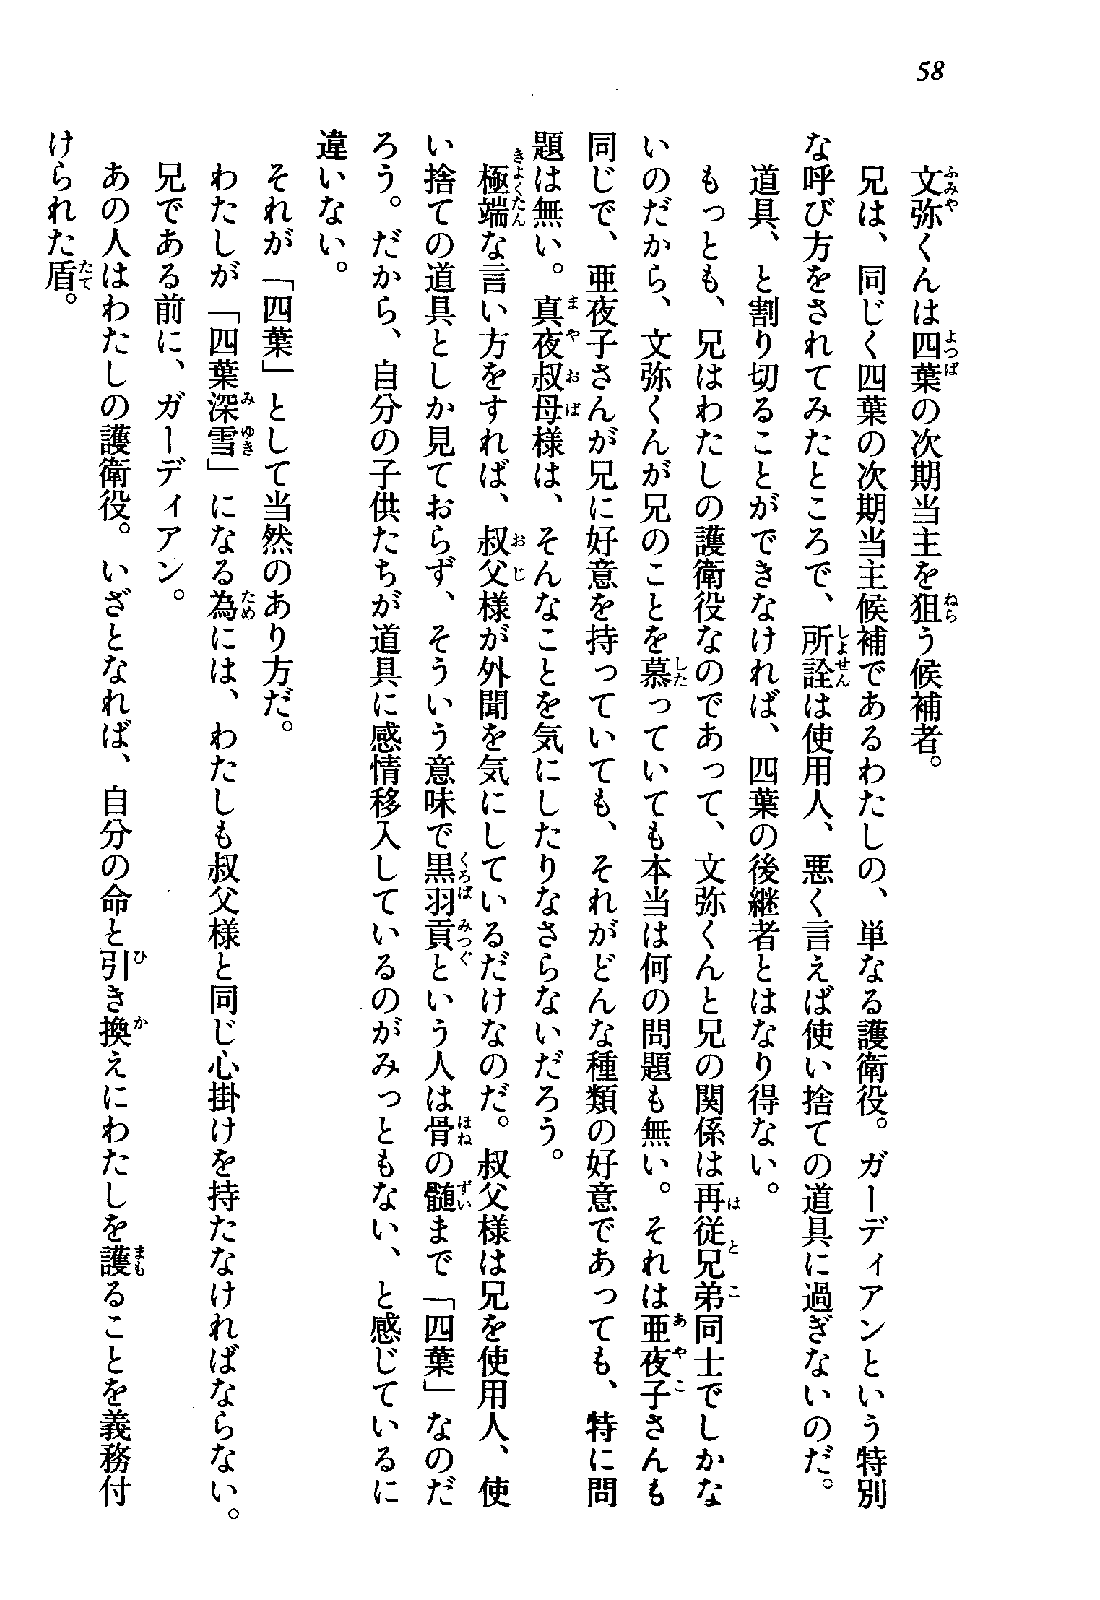 58
文弥くんは四葉の次期当主を狙う候補者。
兄は、同じく四葉の次期当主候補であるわたしの、単なる護衛役。ガーディアンという特別
な呼び方をされてみたところで、所詮は使用人、悪く言えば使い捨ての道具に過ぎないのだ。
道具、と割り切ることができなければ、四葉の後継者とはなり得ない。
もっとも、兄はわたしの護衛役なのであって、文弥くんと兄の関係は再従兄弟同士でしかな
いのだから、文弥くんが兄のことを慕っていても本当は何の問題も無い。それは亜夜子さんも
同じで、亜夜子さんが兄に好意を持っていても、それがどんな種類の好意であっても、特に問
題は無い。真夜叔母様は、そんなことを気にしたりなさらないだろう。
極端な言い方をすれば、叔父様が外聞を気にしているだけなのだ。叔父様は兄を使用人、使
い捨ての道具としか見ておらず、そういう意味で黒羽貢という人は骨の髄まで「四葉」なのだ
ろう。だから、自分の子供たちが道具に感情移入しているのがみっともない、と感じているに
違いない。
それが「四葉」として当然のあり方だ。
わたしが「四葉深雪」になる為には、わたしも叔父様と同じ心掛けを持たなければならない。
兄である前に、ガーディアン。
あの人はわたしの護衛役。いざとなれば、自分の命と引き換えにわたしを護ることを義務付
けられた盾。